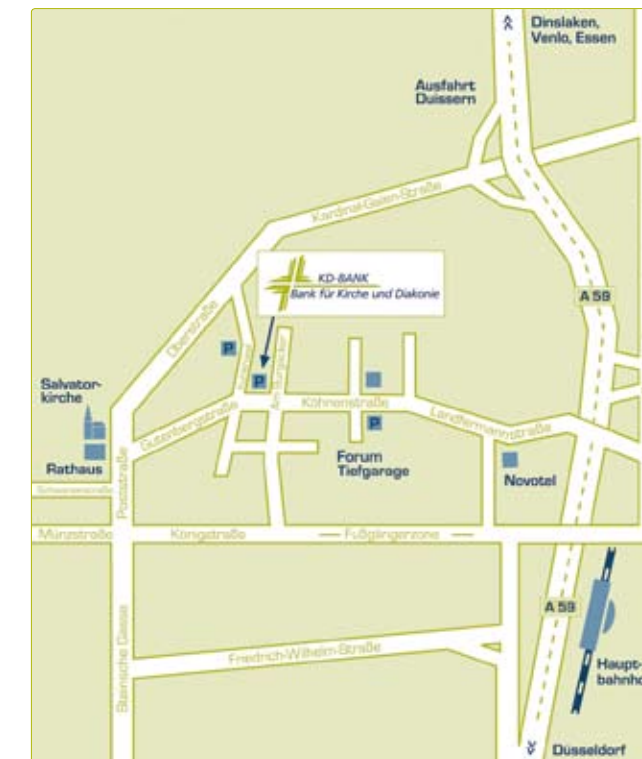 Dinslaken,
Venlo, Essen
Ausfahrt
Duissern
Kardinal-Galen-Straße
KD-BANK
Bank für Kirche und Diakonie
A 59
Oberstraße
P
P
Am Burgacker
Salvator-
kirche
Köhnenstraße
Landfermannstraße
Gutenbergstraße
P
Rathaus
Forum
Tiefgarage
Novotel
Poststraße
Münzstraße
Königstraße
Fußgängerzone
A 59
Steinsche Gasse
Friedrich-Wilhelm-Straße
Haupt-
bahnho
Düsseldorf